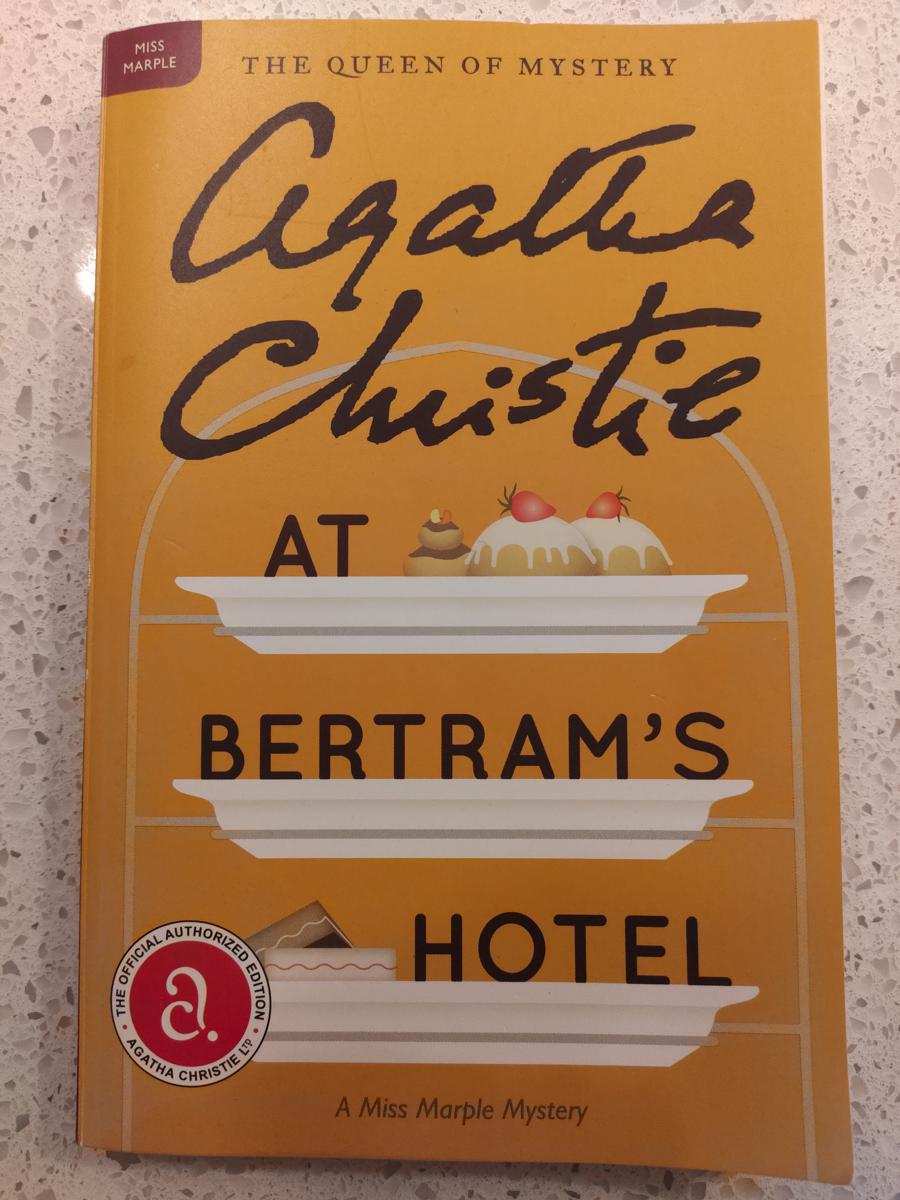 MISS
MARPLE
THE QUEEN OF MYSTERY
Agatha
Christie
AT
BERTRAM'S
HOTEL
THE OFFICIAL AUTHORIZED EDITION
a.
• AGATHA CHRISTIE LTD •
A Miss Marple Mystery